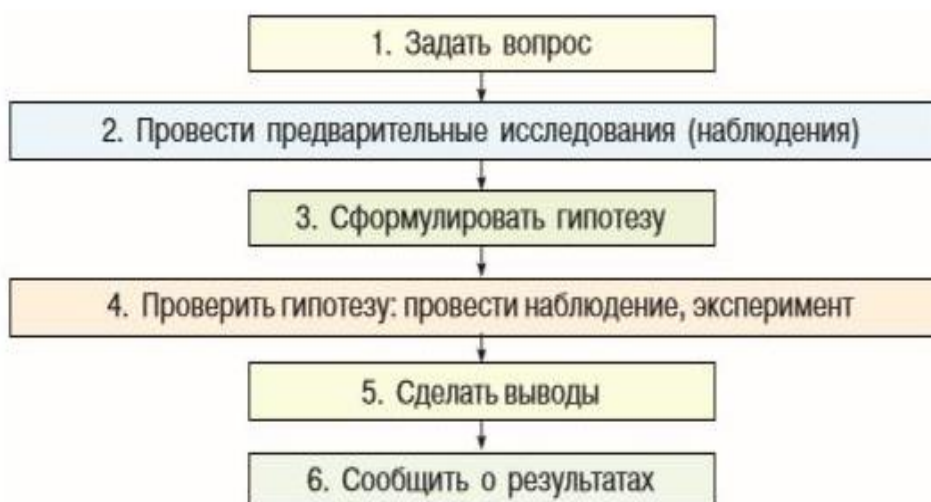 1. Задать вопрос
2. Провести предварительные исследования (наблюдения)
3. Сформулировать гипотезу
4. Проверить гипотезу: провести наблюдение, эксперимент
5. Сделать выводы
6. Сообщить о результатах